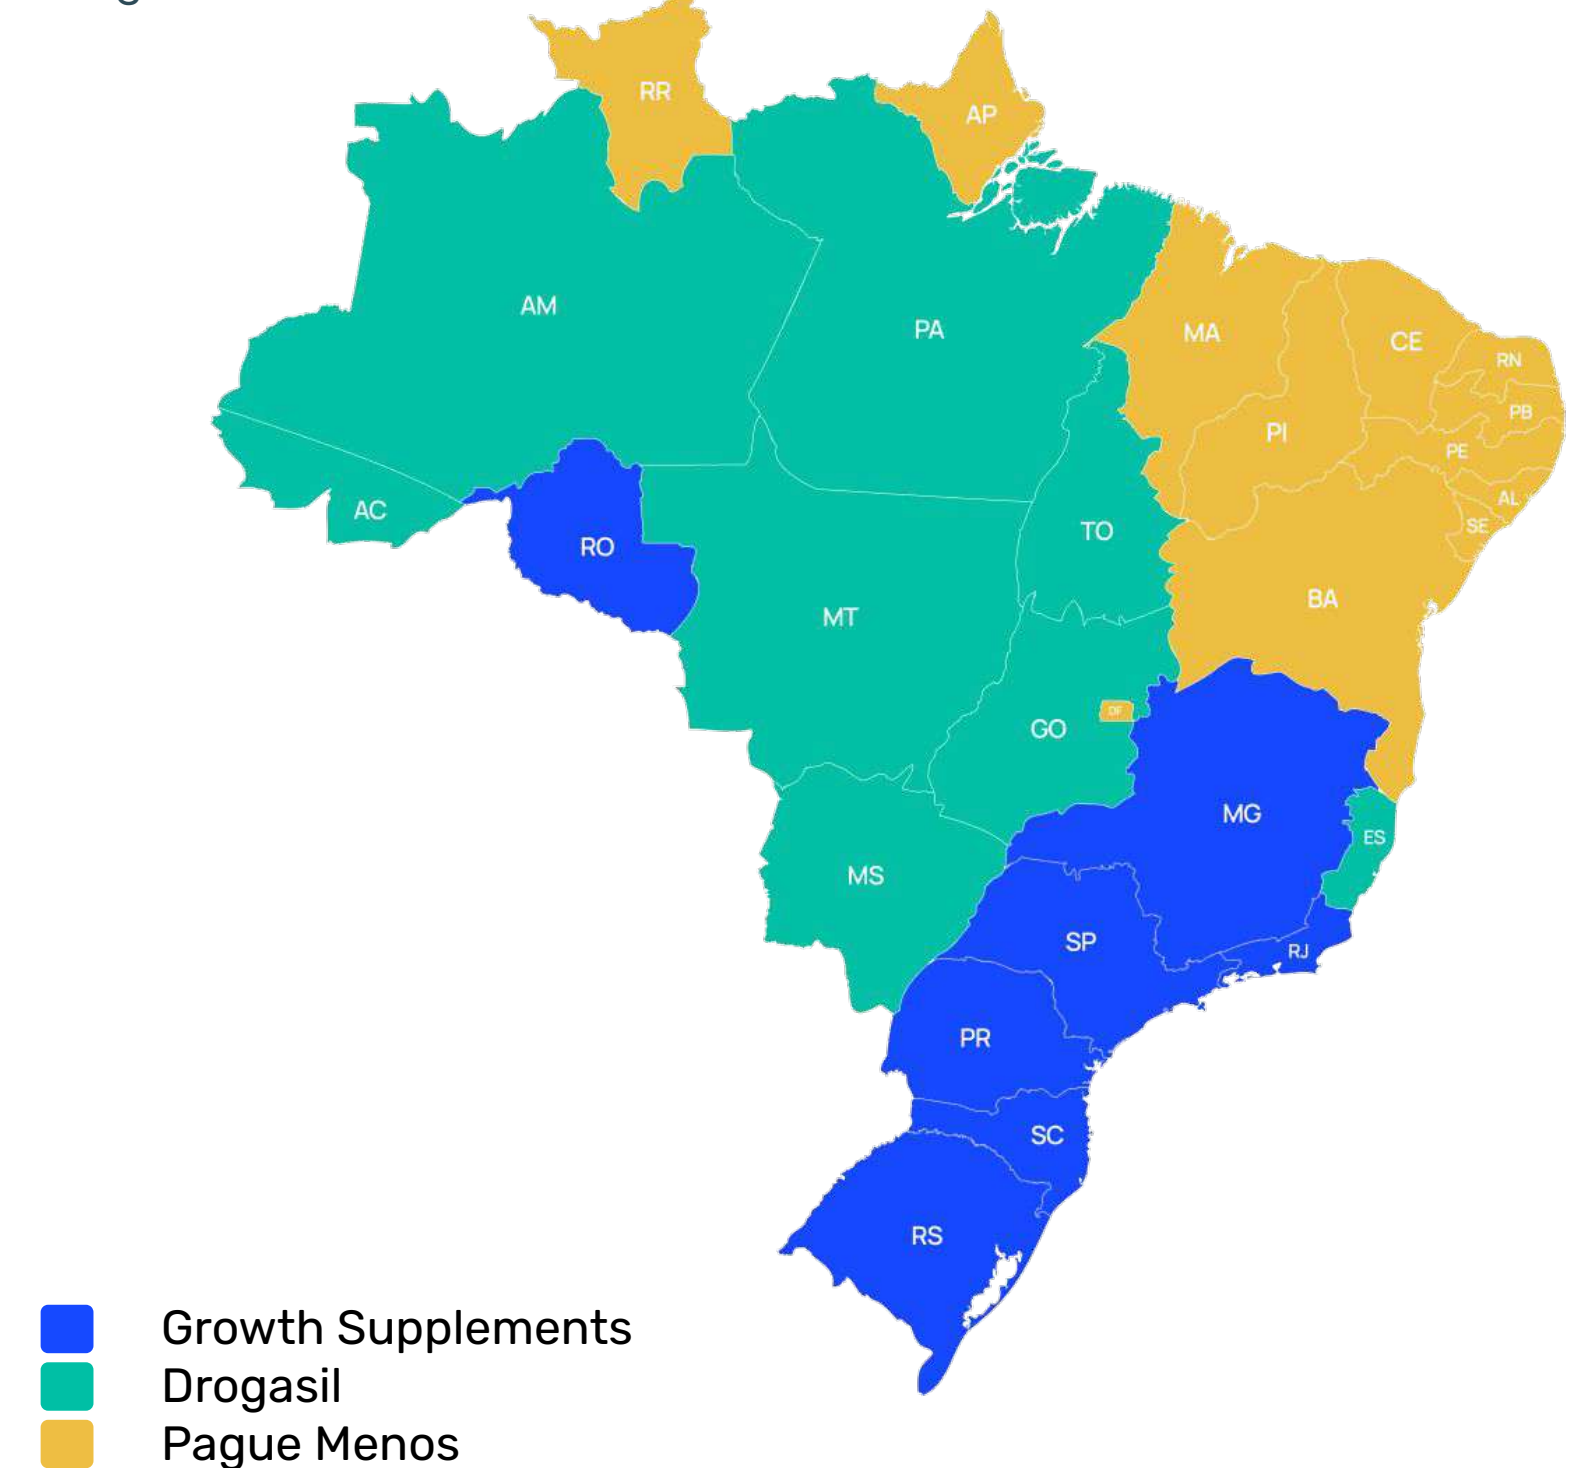 RR
AP
AM
PA
MA
CE
RN
PB
PI
PE
AL
SE
AC
RO
TO
MT
BA
DF
GO
MG
ES
MS
SP
RJ
PR
SC
RS
Growth Supplements
Drogasil
Pague Menos